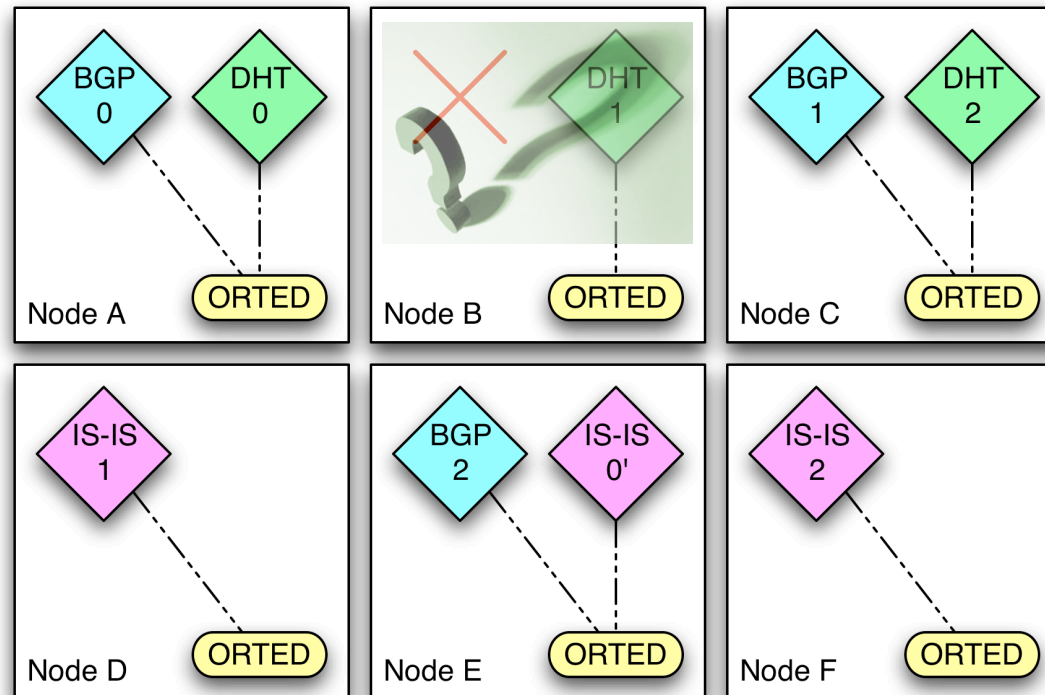 BGP
0
DHT
0
ORTED
Node A
DHT
1
ORTED
Node B
BGP
1
DHT
2
ORTED
Node C
IS-IS
1
ORTED
Node D
BGP
2
IS-IS
0'
ORTED
Node E
IS-IS
2
ORTED
Node F